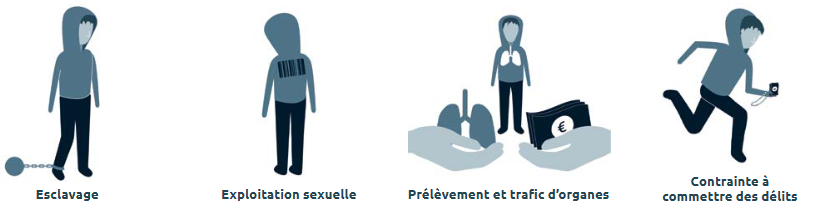 €
Esclavage
Exploitation sexuelle
Prélèvement et trafic d'organes
Contrainte à
commettre des délits